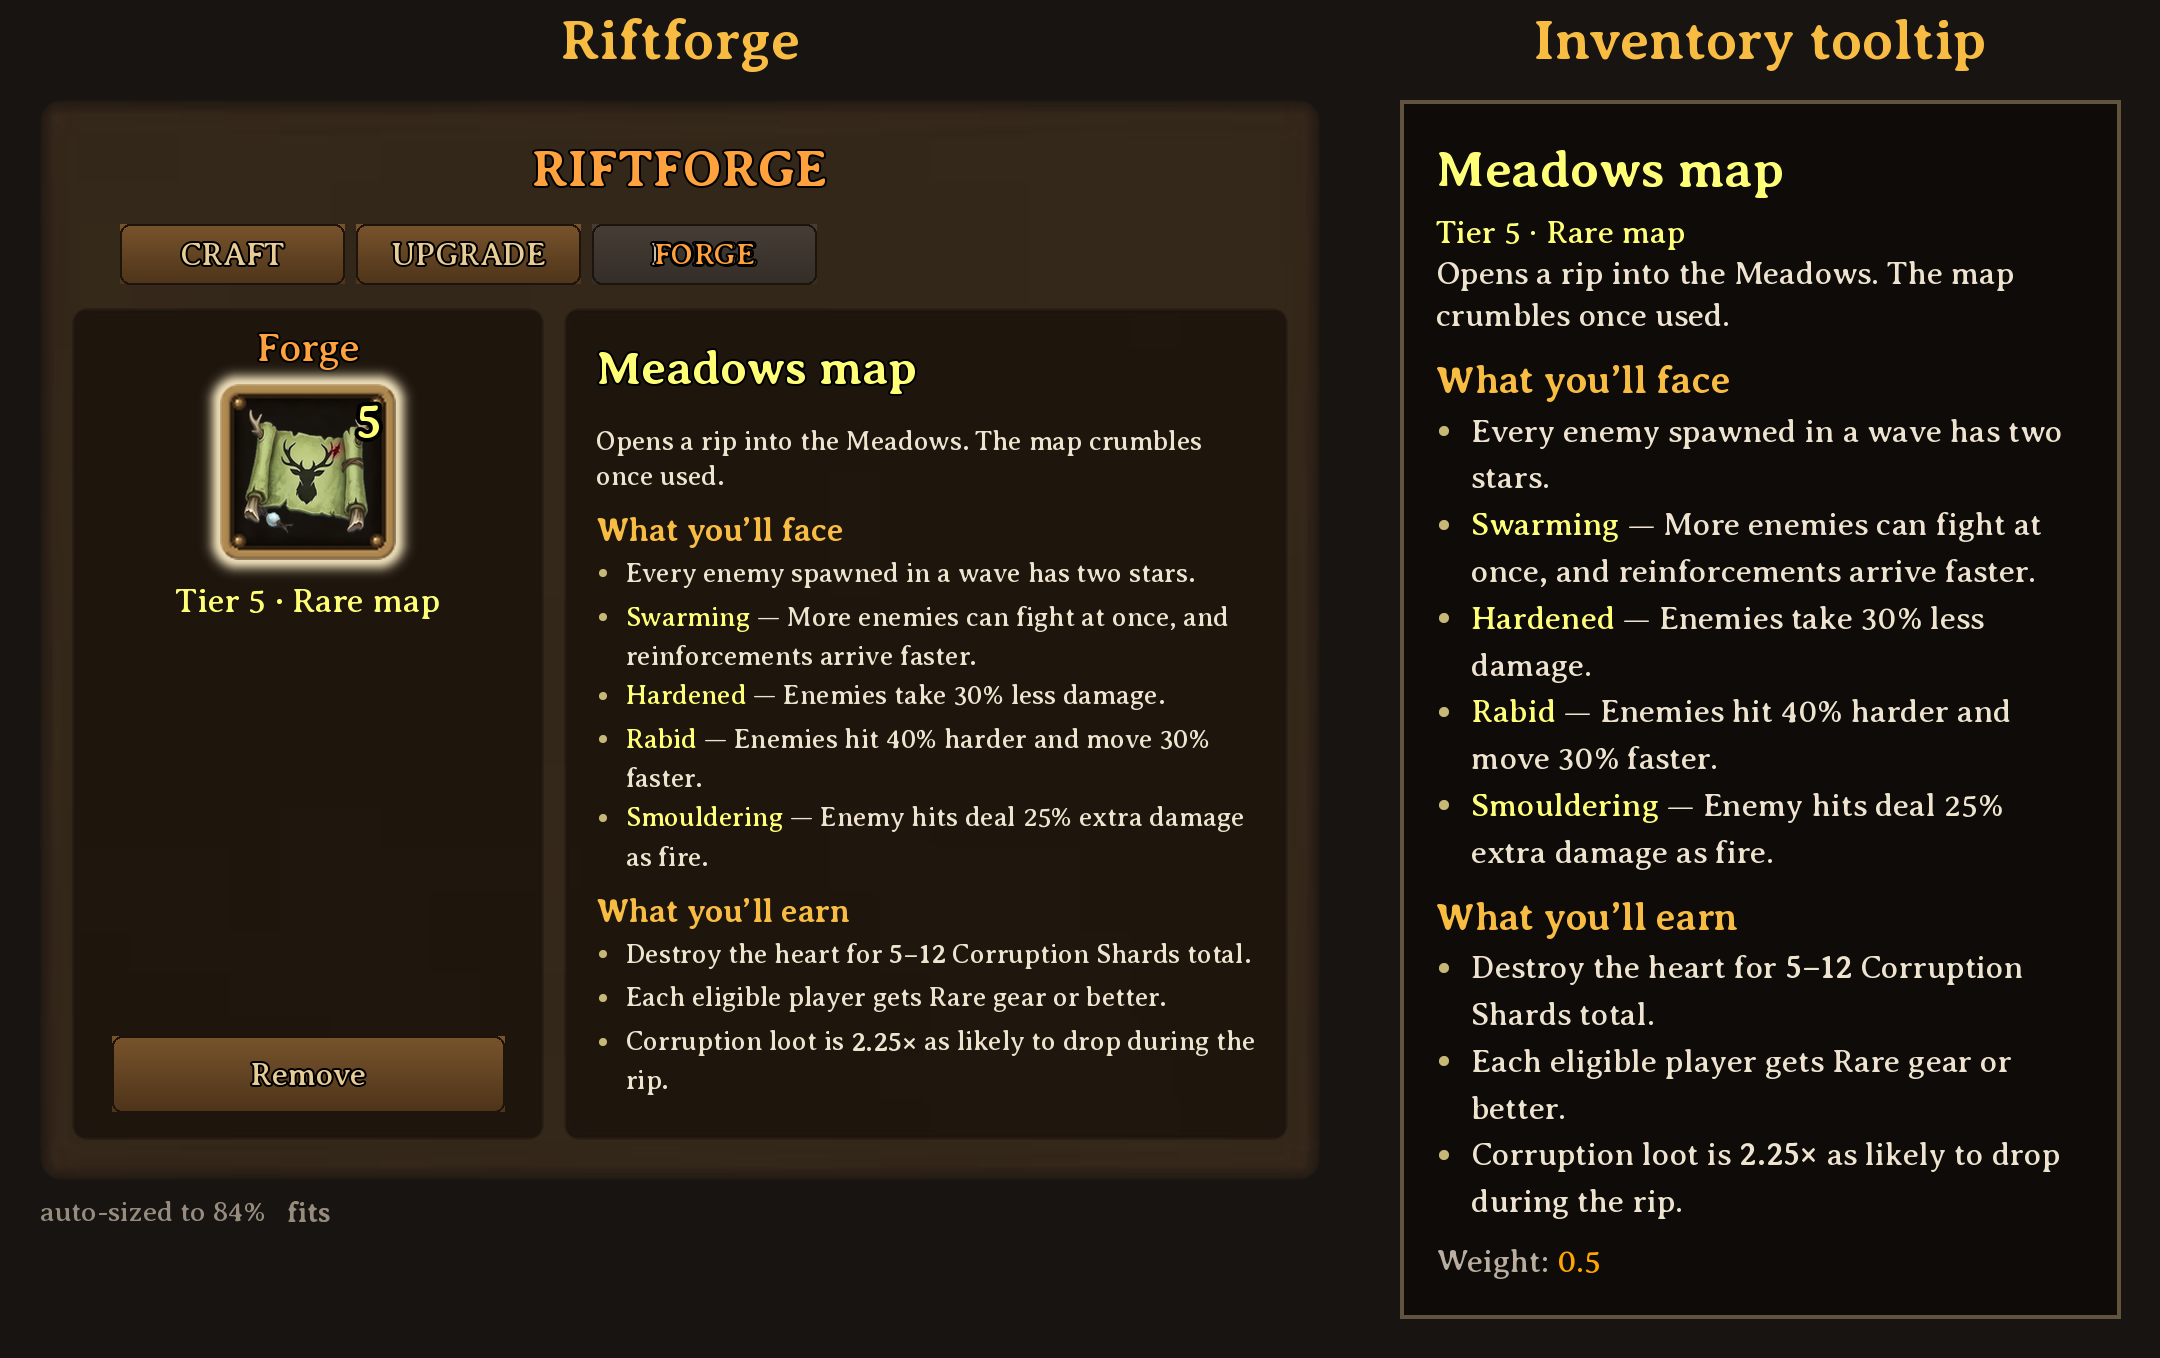 Riftforge
RIFTFORGE
CRAFT
UPGRADE
FORGE
Forge
5
Tier 5 · Rare map
Remove
Meadows map
Opens a rip into the Meadows. The map crumbles
once used.
What you’ll face
• Every enemy spawned in a wave has two stars.
• Swarming — More enemies can fight at once, and
reinforcements arrive faster.
• Hardened — Enemies take 30% less damage.
• Rabid — Enemies hit 40% harder and move 30%
faster.
• Smouldering — Enemy hits deal 25% extra damage
as fire.
What you’ll earn
• Destroy the heart for 5–12 Corruption Shards total.
• Each eligible player gets Rare gear or better.
• Corruption loot is 2.25× as likely to drop during the
rip.
auto-sized to 84% fits
Inventory tooltip
Meadows map
Tier 5 · Rare map
Opens a rip into the Meadows. The map
crumbles once used.
What you’ll face
• Every enemy spawned in a wave has two
stars.
• Swarming — More enemies can fight at
once, and reinforcements arrive faster.
• Hardened — Enemies take 30% less
damage.
• Rabid — Enemies hit 40% harder and
move 30% faster.
• Smouldering — Enemy hits deal 25%
extra damage as fire.
What you’ll earn
• Destroy the heart for 5–12 Corruption
Shards total.
• Each eligible player gets Rare gear or
better.
• Corruption loot is 2.25× as likely to drop
during the rip.
Weight: 0.5